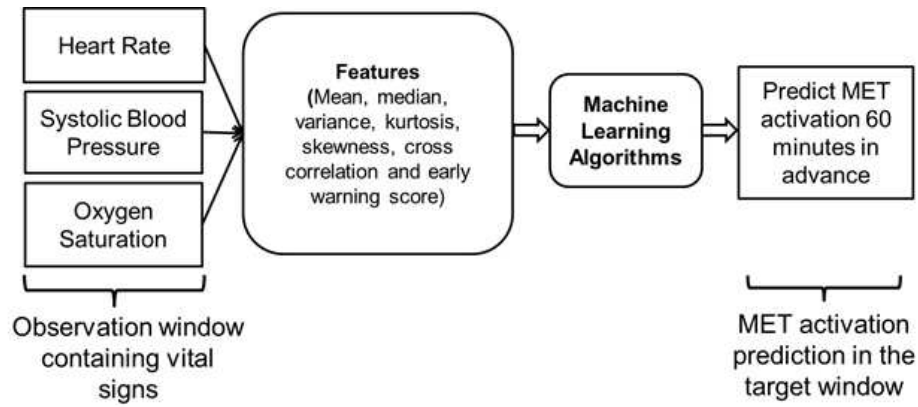 Heart Rate
Systolic Blood
Pressure
Oxygen
Saturation
Observation window
containing vital
signs
Features
(Mean, median,
variance, kurtosis,
skewness, cross
correlation and early
warning score)
Machine
Learning
Algorithms
Predict MET
activation 60
minutes in
advance
MET activation
prediction in the
target window